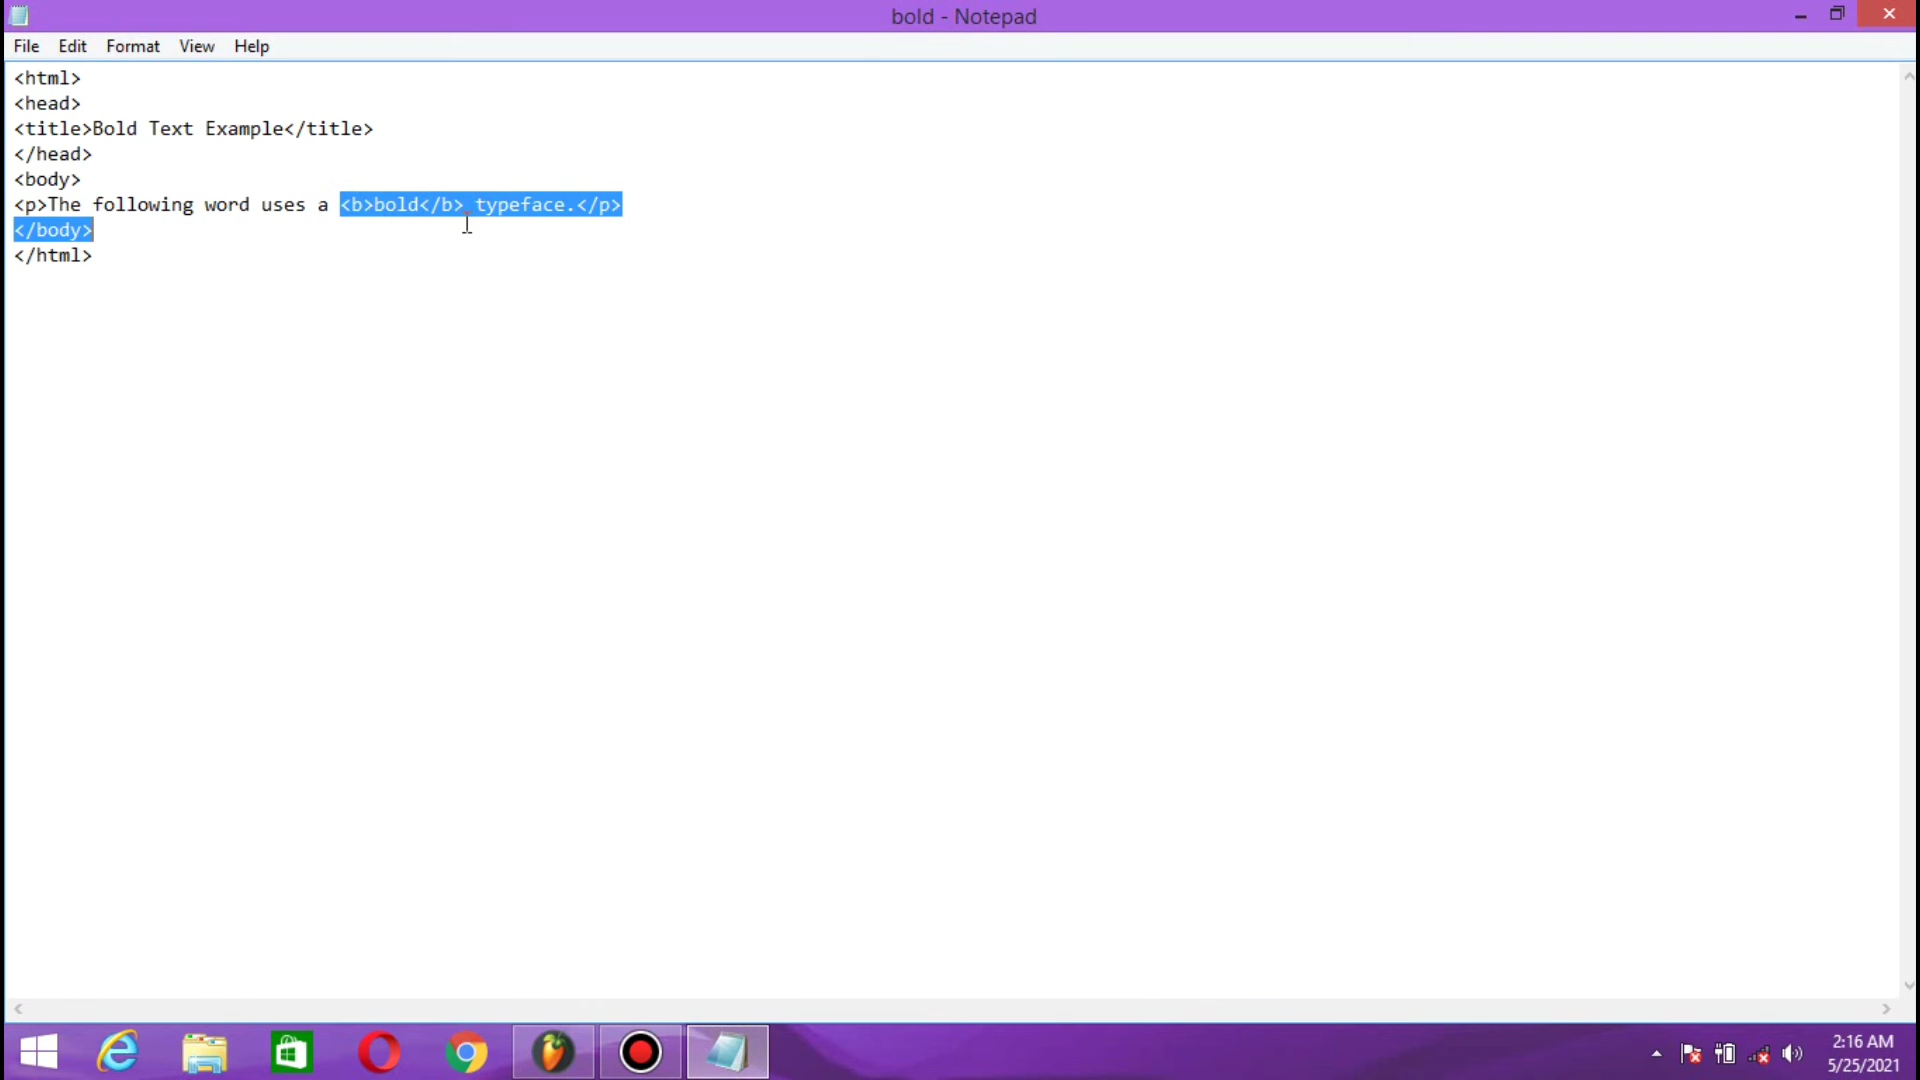 bold - Notepad
File Edit Format View Help
<html>
<head>
<title>Bold Text Example</title>
</head>
<body>
<p>The following word uses a <b>bold</b> typeface.</p>
</body>
</html>
2:16 AM
5/25/2021